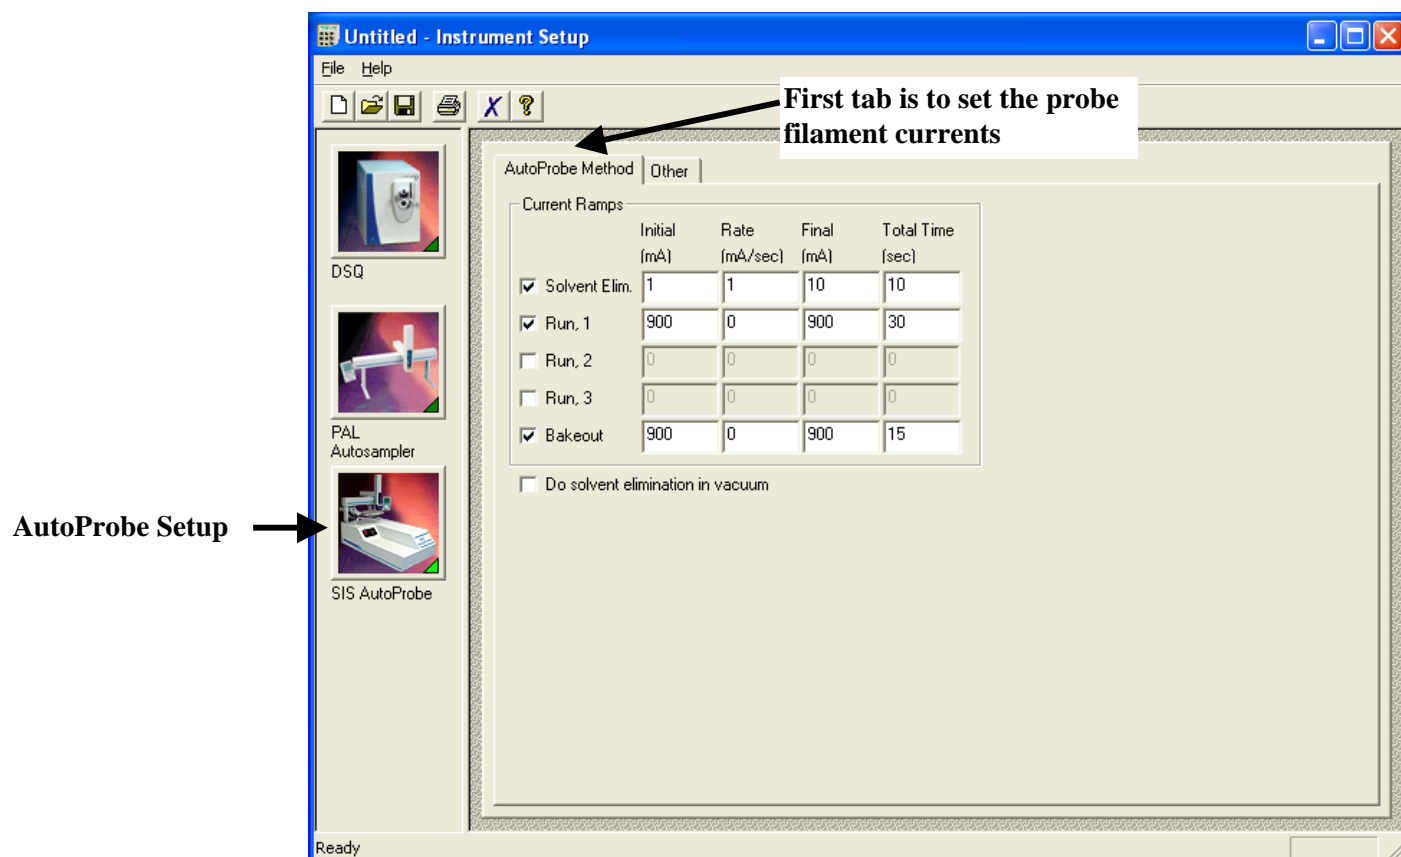 Untitled - Instrument Setup
File Help
First tab is to set the probe
filament currents
AutoProbe Method Other
Current Ramps
Initial Rate Final Total Time
(mA) (mA/sec) (mA) (sec)
Solvent Elim. 1 1 10 10
Run, 1 900 0 900 30
Run, 2 0 0 0 0
Run, 3 0 0 0 0
Bakeout 900 0 900 15
Do solvent elimination in vacuum
DSQ
PAL
Autosampler
AutoProbe Setup
SIS AutoProbe
Ready